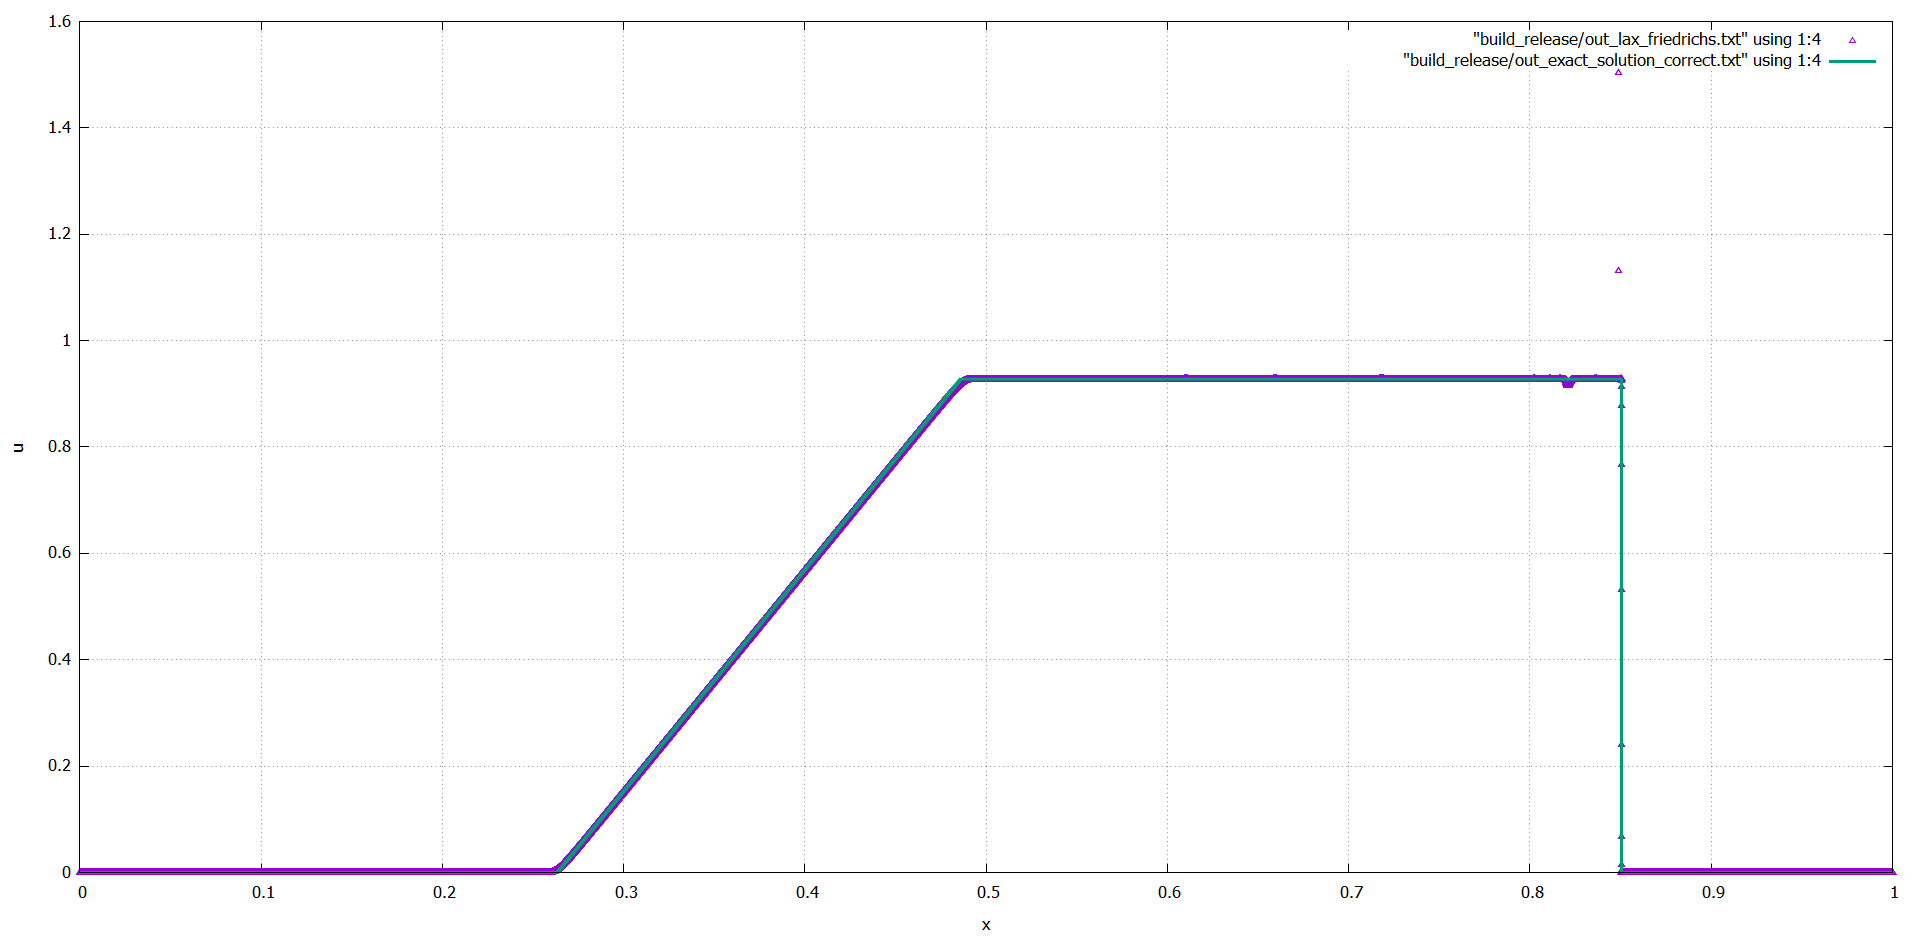 "build_release/out_lax_friedrichs.txt" using 1:4
"build_release/out_exact_solution_correct.txt" using 1:4
1.6
1.4
1.2
1
0.8
0.6
0.4
0.2
0
u
0 0.1 0.2 0.3 0.4 0.5 0.6 0.7 0.8 0.9 1
x